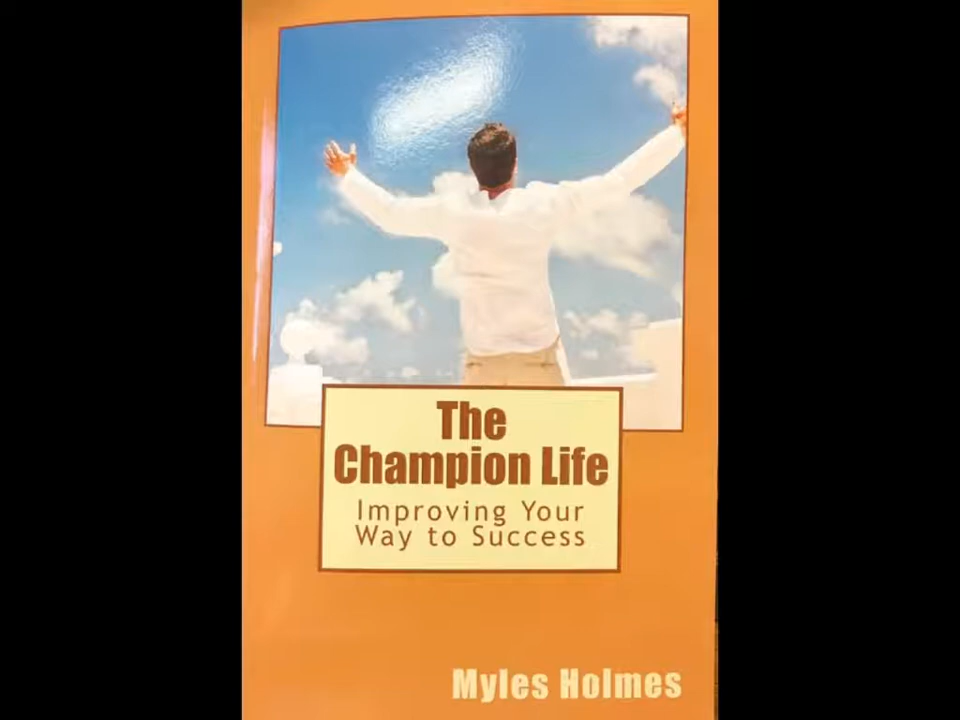 The
Champion Life
Improving Your
Way to Success
Myles Holmes